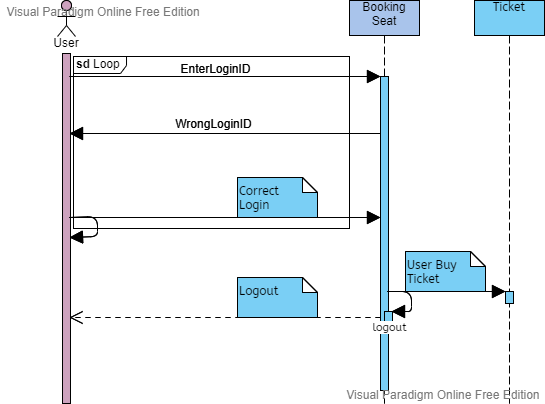 Visual Paradigm Online Free Edition
User
Booking
Seat
Ticket
sd Loop
EnterLoginID
WrongLoginID
Correct
Login
User Buy
Ticket
Logout
logout
Visual Paradigm Online Free Edition